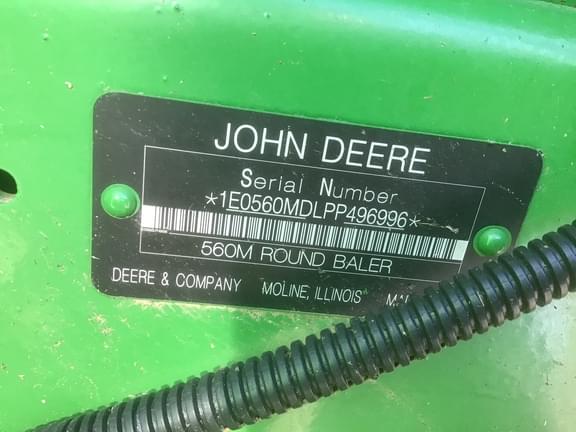 JOHN DEERE
Serial Number
*1E0560MDLPP496996*
560M ROUND BALER
DEERE & COMPANY MOLINE, ILLINOIS